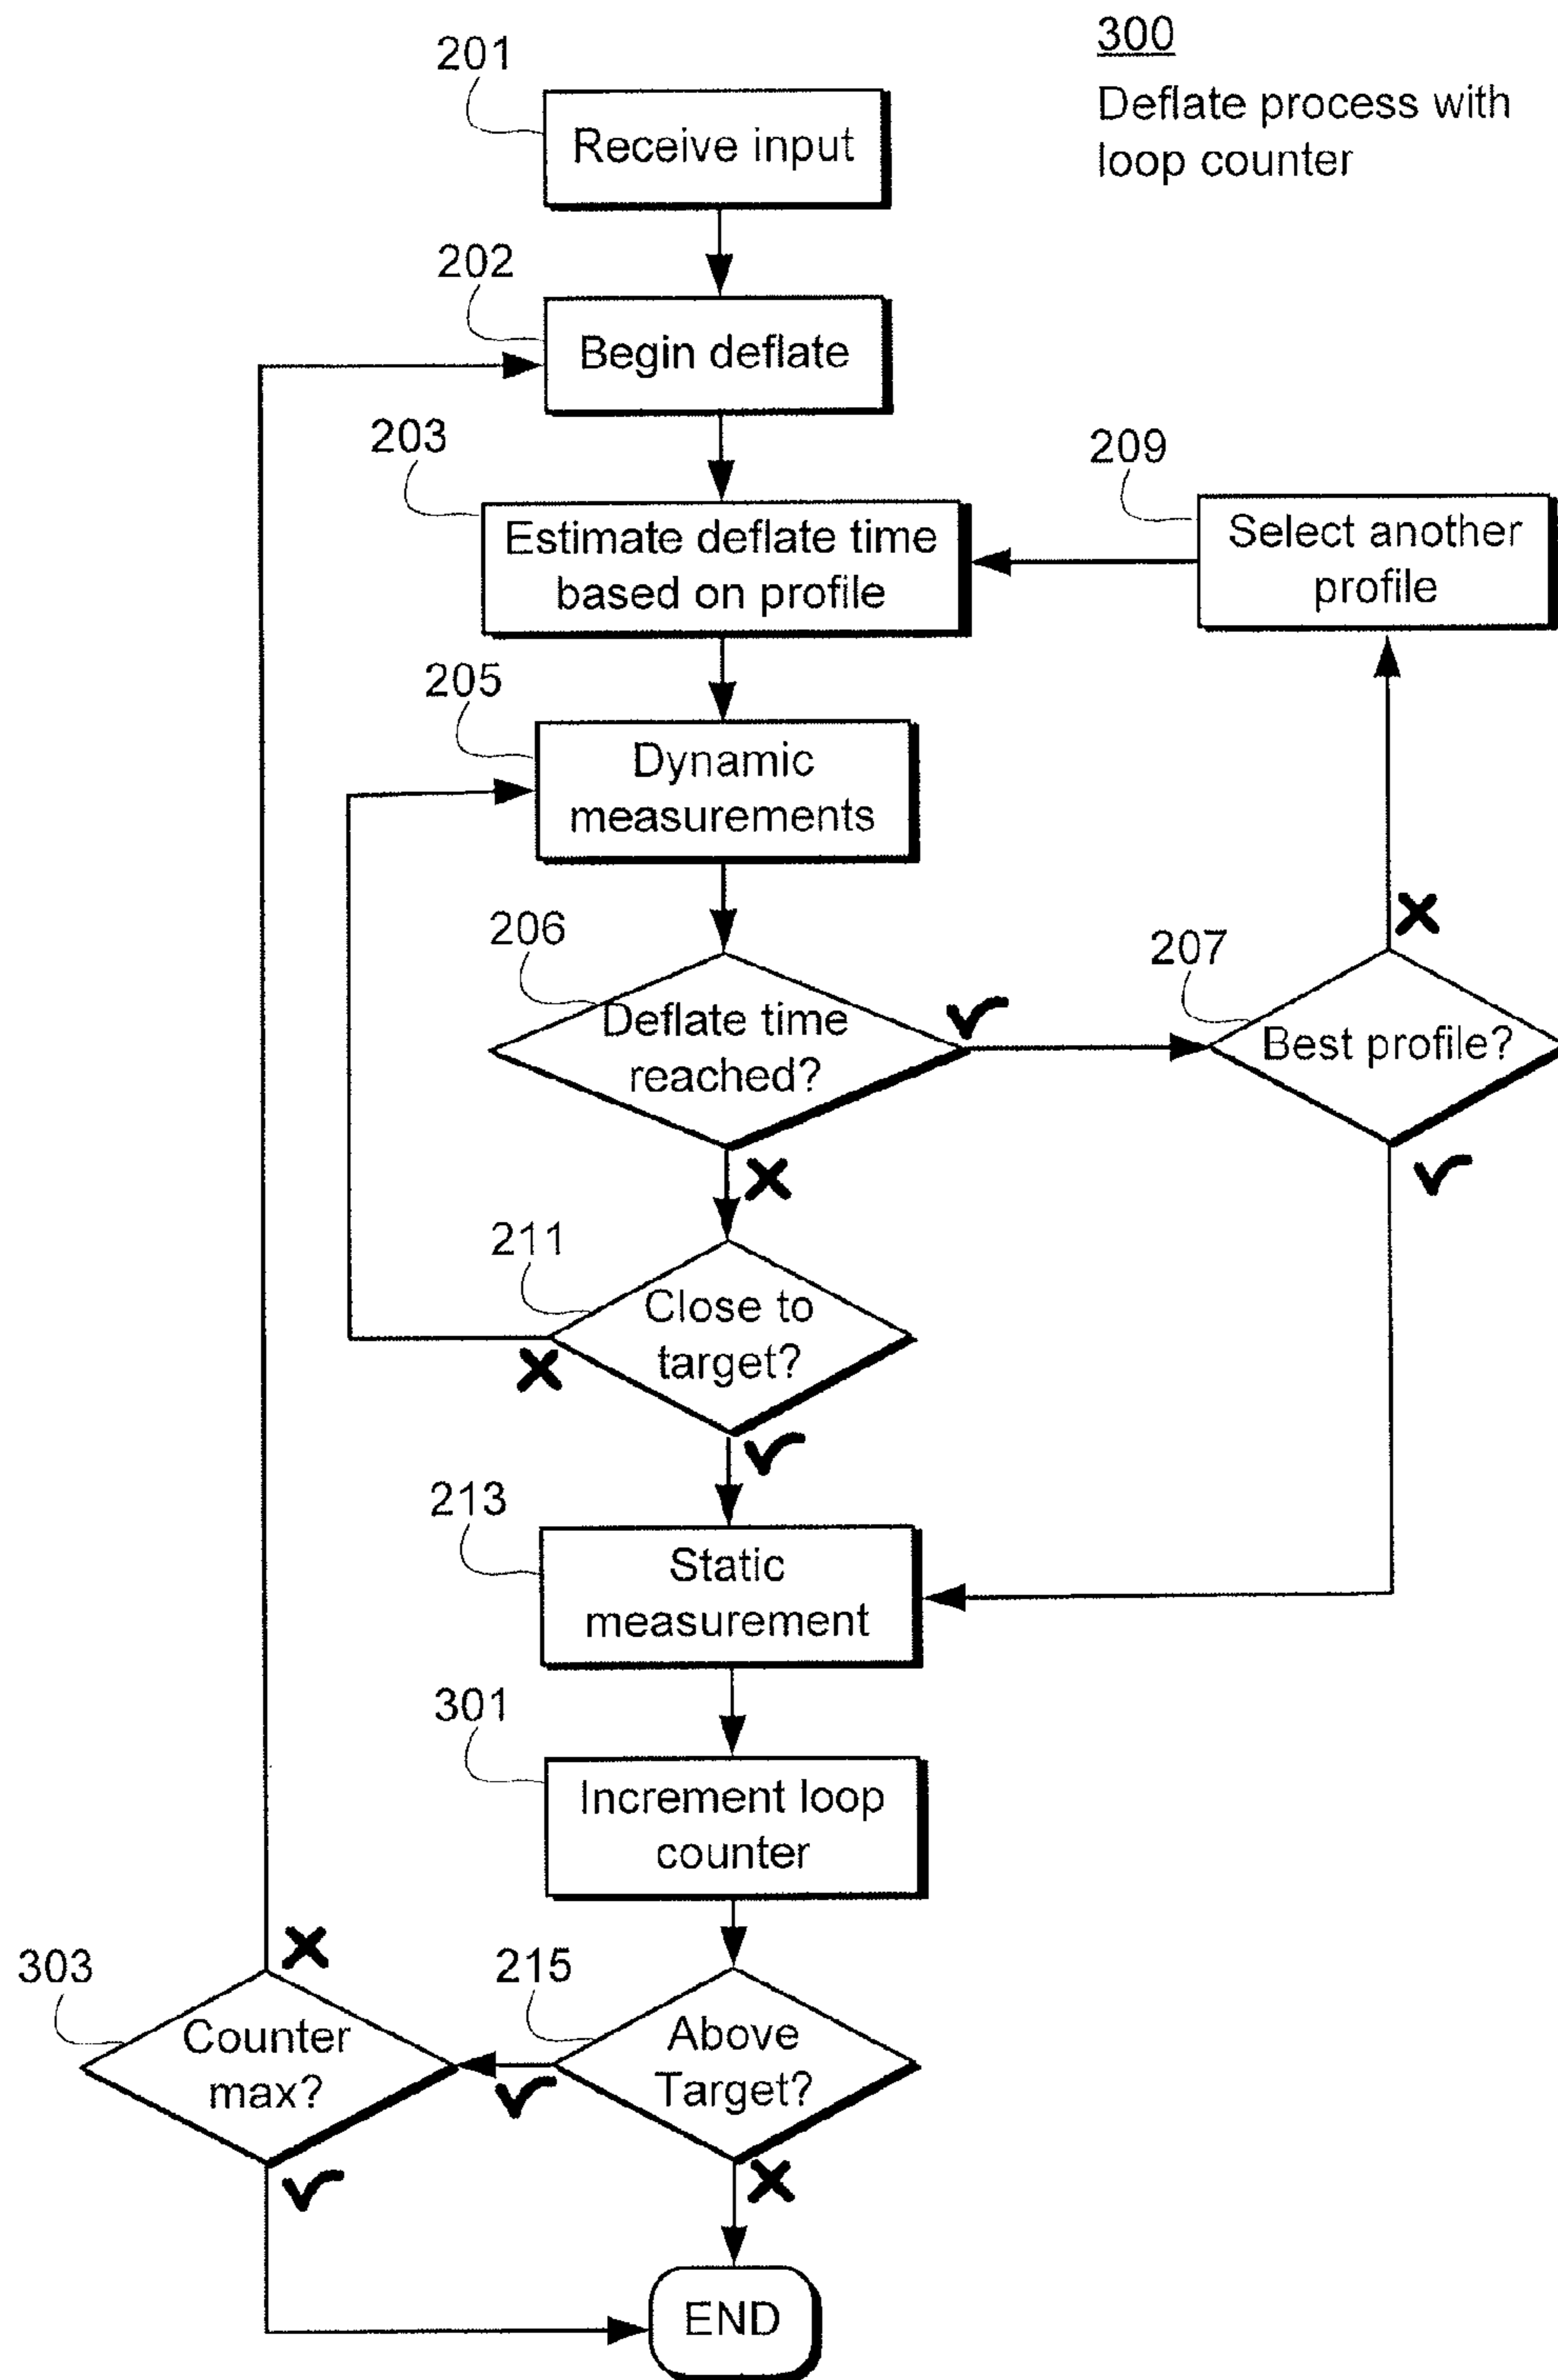 300
Deflate process with
loop counter
201
Receive input
202
Begin deflate
203
Estimate deflate time
based on profile
209
Select another
profile
205
Dynamic
measurements
206
Deflate time
reached?
207
Best profile?
211
Close to
target?
213
Static
measurement
301
Increment loop
counter
303
Counter
max?
215
Above
Target?
END